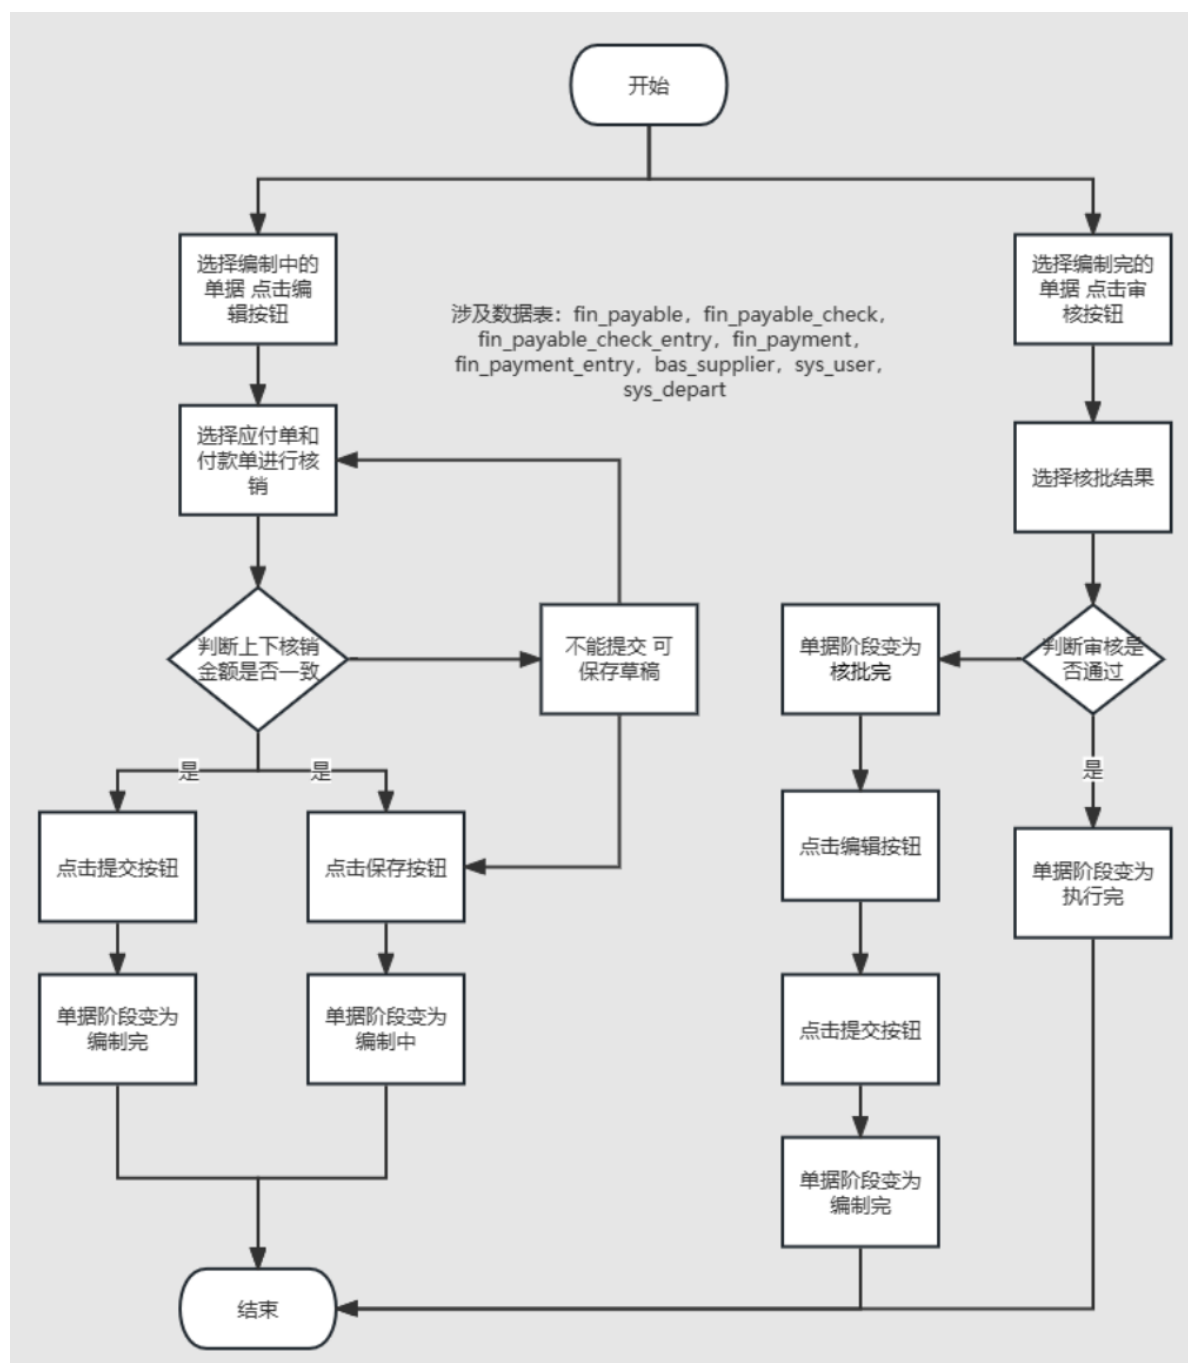 开始
选择编制中的
单据 点击编
辑按钮
选择编制完的
单据 点击审
核按钮
涉及数据表：fin_payable，fin_payable_check，
fin_payable_check_entry，fin_payment，
fin_payment_entry，bas_supplier，sys_user，
sys_depart
选择应付单和
付款单进行核
销
选择核批结果
判断上下核销
金额是否一致
不能提交 可
保存草稿
单据阶段变为
核批完
判断审核是
否通过
是
是
是
点击提交按钮
点击保存按钮
点击编辑按钮
单据阶段变为
执行完
单据阶段变为
编制完
单据阶段变为
编制中
点击提交按钮
单据阶段变为
编制完
结束